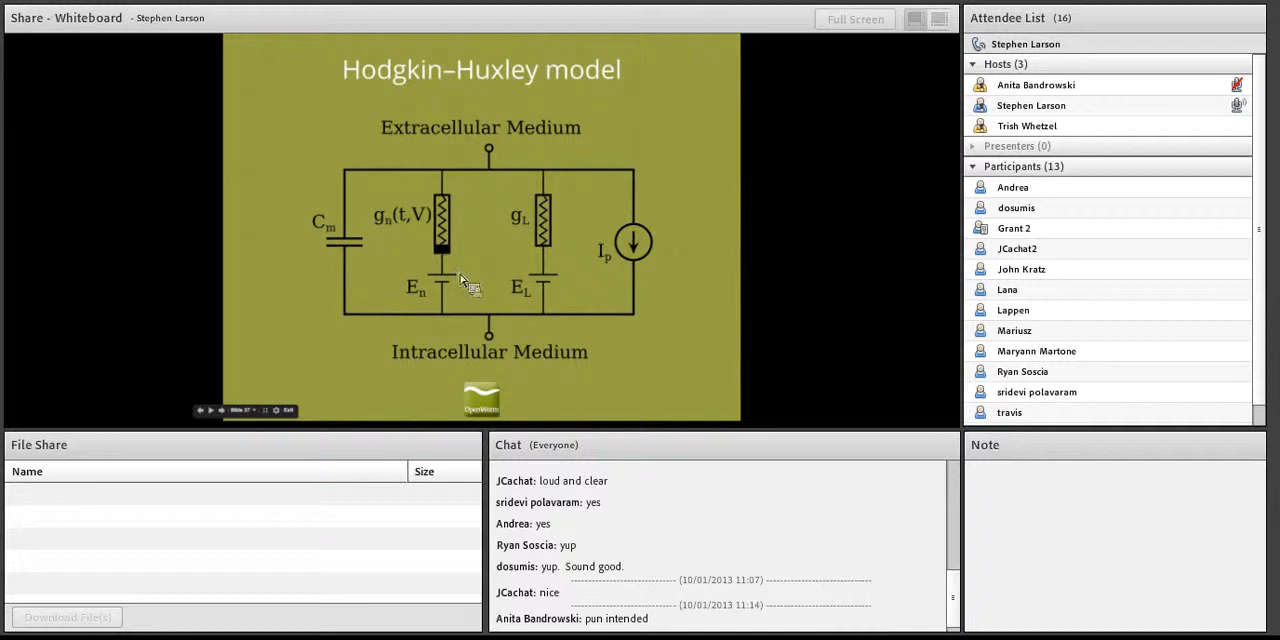 Share - Whiteboard - Stephen Larson
Full Screen
Hodgkin–Huxley model
Extracellular Medium
Cm
gn(t,V)
gL
Ip
En
EL
Intracellular Medium
OpenWorm
Slide 37
Exit
Attendee List (16)
Stephen Larson
Hosts (3)
Anita Bandrowski
Stephen Larson
Trish Whetzel
Presenters (0)
Participants (13)
Andrea
dosumis
Grant 2
JCachat2
John Kratz
Lana
Lappen
Mariusz
Maryann Martone
Ryan Soscia
sridevi polavaram
travis
File Share
Name Size
Download File(s)
Chat (Everyone)
JCachat: loud and clear
sridevi polavaram: yes
Andrea: yes
Ryan Soscia: yup
dosumis: yup. Sound good.
(10/01/2013 11:07)
JCachat: nice
(10/01/2013 11:14)
Anita Bandrowski: pun intended
Note